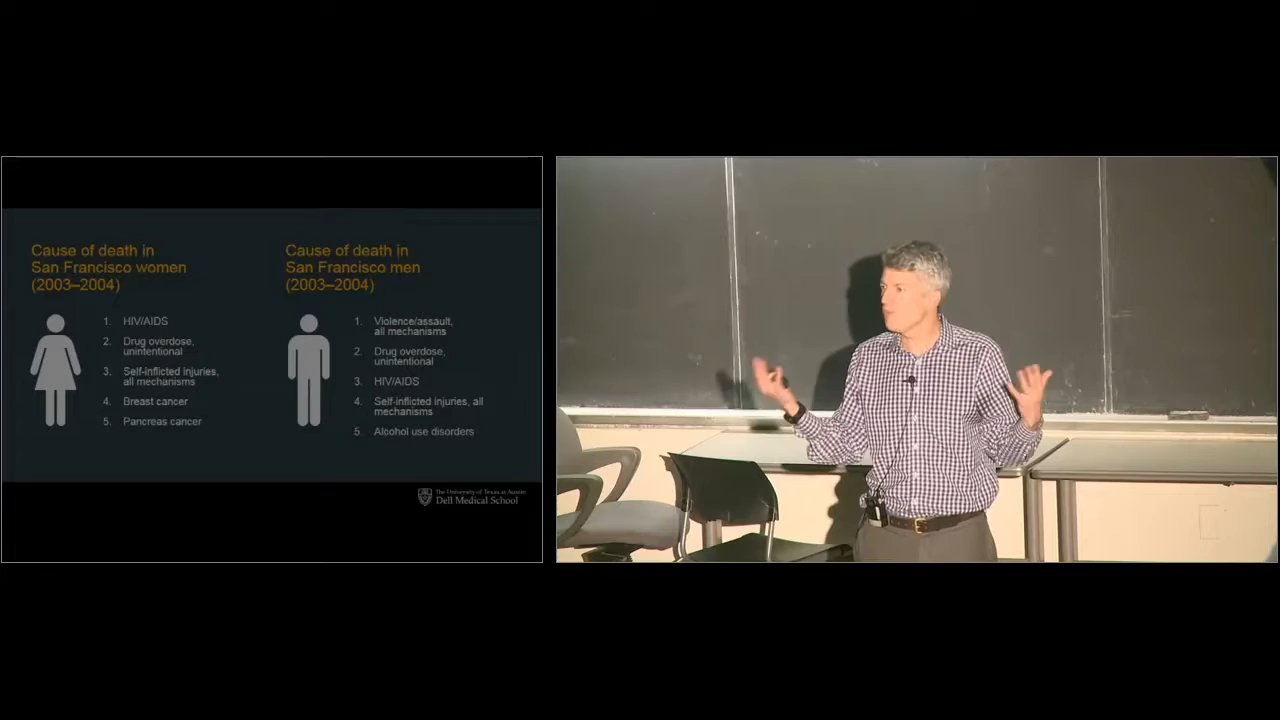 Cause of death in
San Francisco women
(2003–2004)
1. HIV/AIDS
2. Drug overdose,
unintentional
3. Self-inflicted injuries,
all mechanisms
4. Breast cancer
5. Pancreas cancer
Cause of death in
San Francisco men
(2003–2004)
1. Violence/assault,
all mechanisms
2. Drug overdose,
unintentional
3. HIV/AIDS
4. Self-inflicted injuries, all
mechanisms
5. Alcohol use disorders
The University of Texas at Austin
Dell Medical School